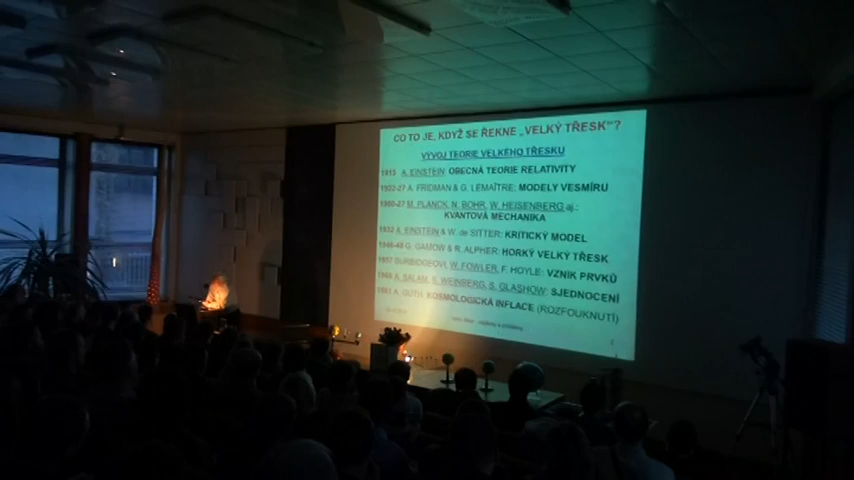 CO TO JE, KDYŽ SE ŘEKNE „VELKÝ TŘESK“?
VÝVOJ TEORIE VELKÉHO TŘESKU
A. EINSTEIN: OBECNÁ TEORIE RELATIVITY
1922-27 A. FRIDMAN & G. LEMAÎTRE: MODELY VESMÍRU
1900-27 M. PLANCK, N. BOHR, W. HEISENBERG aj.:
KVANTOVÁ MECHANIKA
1932 A. EINSTEIN & W. de SITTER: KRITICKÝ MODEL
1946-48 G. GAMOW & R. ALPHER: HORKÝ VELKÝ TŘESK
1957 BURBIDGEOVI, W. FOWLER, F. HOYLE: VZNIK PRVKŮ
A. SALAM, S. WEINBERG, S. GLASHOW: SJEDNOCENÍ
1981 A. GUTH: KOSMOLOGICKÁ INFLACE (ROZFOUKNUTÍ)